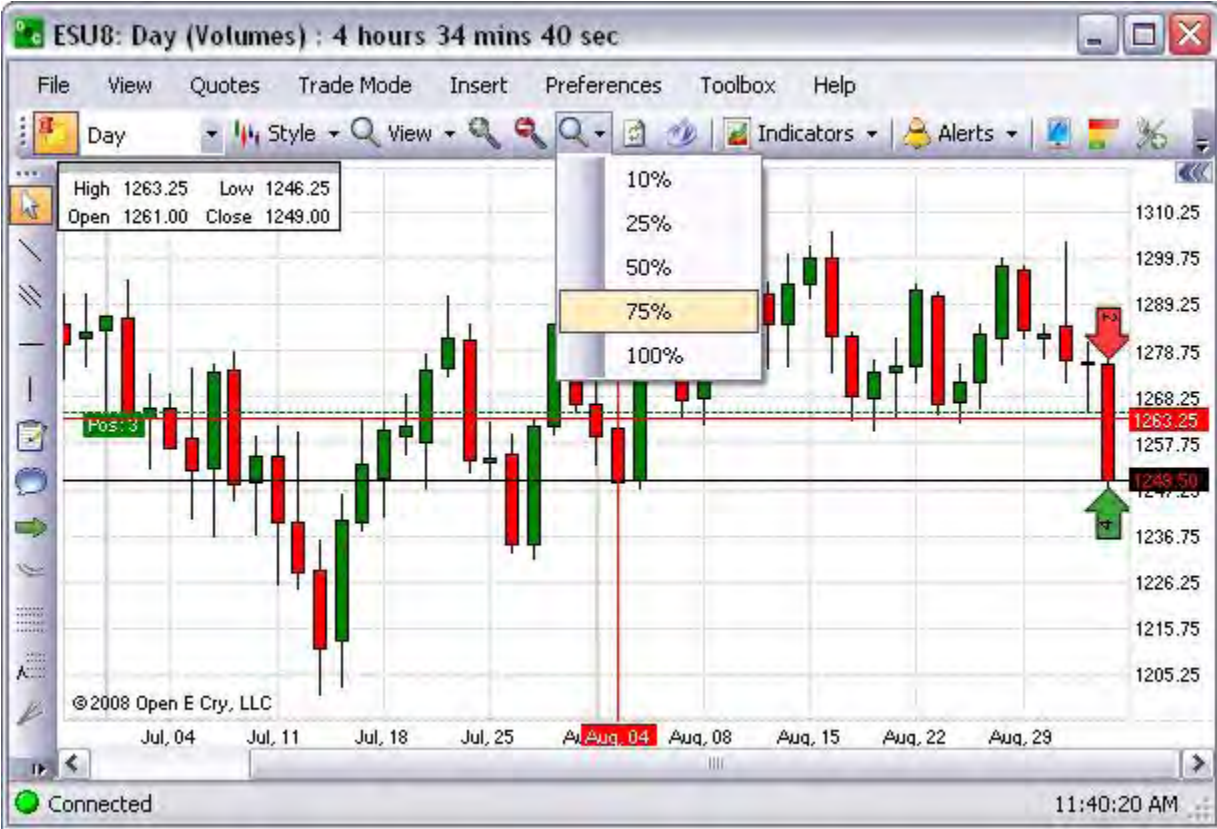 ESU8: Day (Volumes) : 4 hours 34 mins 40 sec
File View Quotes Trade Mode Insert Preferences Toolbox Help
Day Style View Indicators Alerts
High 1263.25 Low 1246.25
Open 1261.00 Close 1249.00
10%
25%
50%
75%
100%
1310.25
1299.75
1289.25
1278.75
1268.25
1263.25
1257.75
1249.50
1247.25
1236.75
1226.25
1215.75
1205.25
Pos: 3
4
© 2008 Open E Cry, LLC
Jul, 04 Jul, 11 Jul, 18 Jul, 25 Aug, 04 Aug, 08 Aug, 15 Aug, 22 Aug, 29
Connected 11:40:20 AM